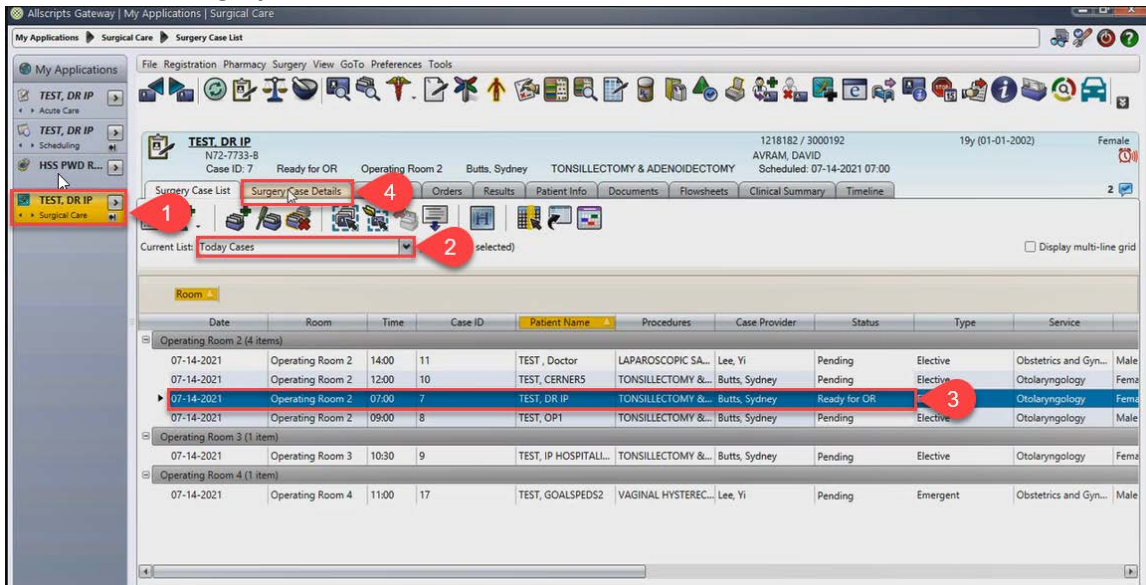 Allscripts Gateway | My Applications | Surgical Care
My Applications Surgical Care Surgery Case List
My Applications
TEST, DR IP
Acute Care
TEST, DR IP
Scheduling
HSS PWD R...
TEST, DR IP
Surgical Care
1
File Registration Pharmacy Surgery View GoTo Preferences Tools
TEST, DR IP 1218182 / 3000192 19y (01-01-2002) Female
N72-7733-8 AVRAM, DAVID
Case ID: 7 Ready for OR Operating Room 2 Butts, Sydney TONSILLECTOMY & ADENOIDECTOMY Scheduled: 07-14-2021 07:00
Surgery Case List Surgery Case Details 4 Orders Results Patient Info Documents Flowsheets Clinical Summary Timeline 2
Current List: Today Cases 2 selected) Display multi-line grid
Room
Date Room Time Case ID Patient Name Procedures Case Provider Status Type Service
Operating Room 2 (4 items)
07-14-2021 Operating Room 2 14:00 11 TEST , Doctor LAPAROSCOPIC SA... Lee, Yi Pending Elective Obstetrics and Gyn... Male
07-14-2021 Operating Room 2 12:00 10 TEST, CERNER5 TONSILLECTOMY &... Butts, Sydney Pending Elective Otolaryngology Fema
07-14-2021 Operating Room 2 07:00 7 TEST, DR IP TONSILLECTOMY &... Butts, Sydney Ready for OR 3 Otolaryngology Fema
07-14-2021 Operating Room 2 09:00 8 TEST, OP1 TONSILLECTOMY &... Butts, Sydney Pending Elective Otolaryngology Male
Operating Room 3 (1 item)
07-14-2021 Operating Room 3 10:30 9 TEST, IP HOSPITALI... TONSILLECTOMY &... Butts, Sydney Pending Elective Otolaryngology Fema
Operating Room 4 (1 item)
07-14-2021 Operating Room 4 11:00 17 TEST, GOALSPEDS2 VAGINAL HYSTEREC... Lee, Yi Pending Emergent Obstetrics and Gyn... Male